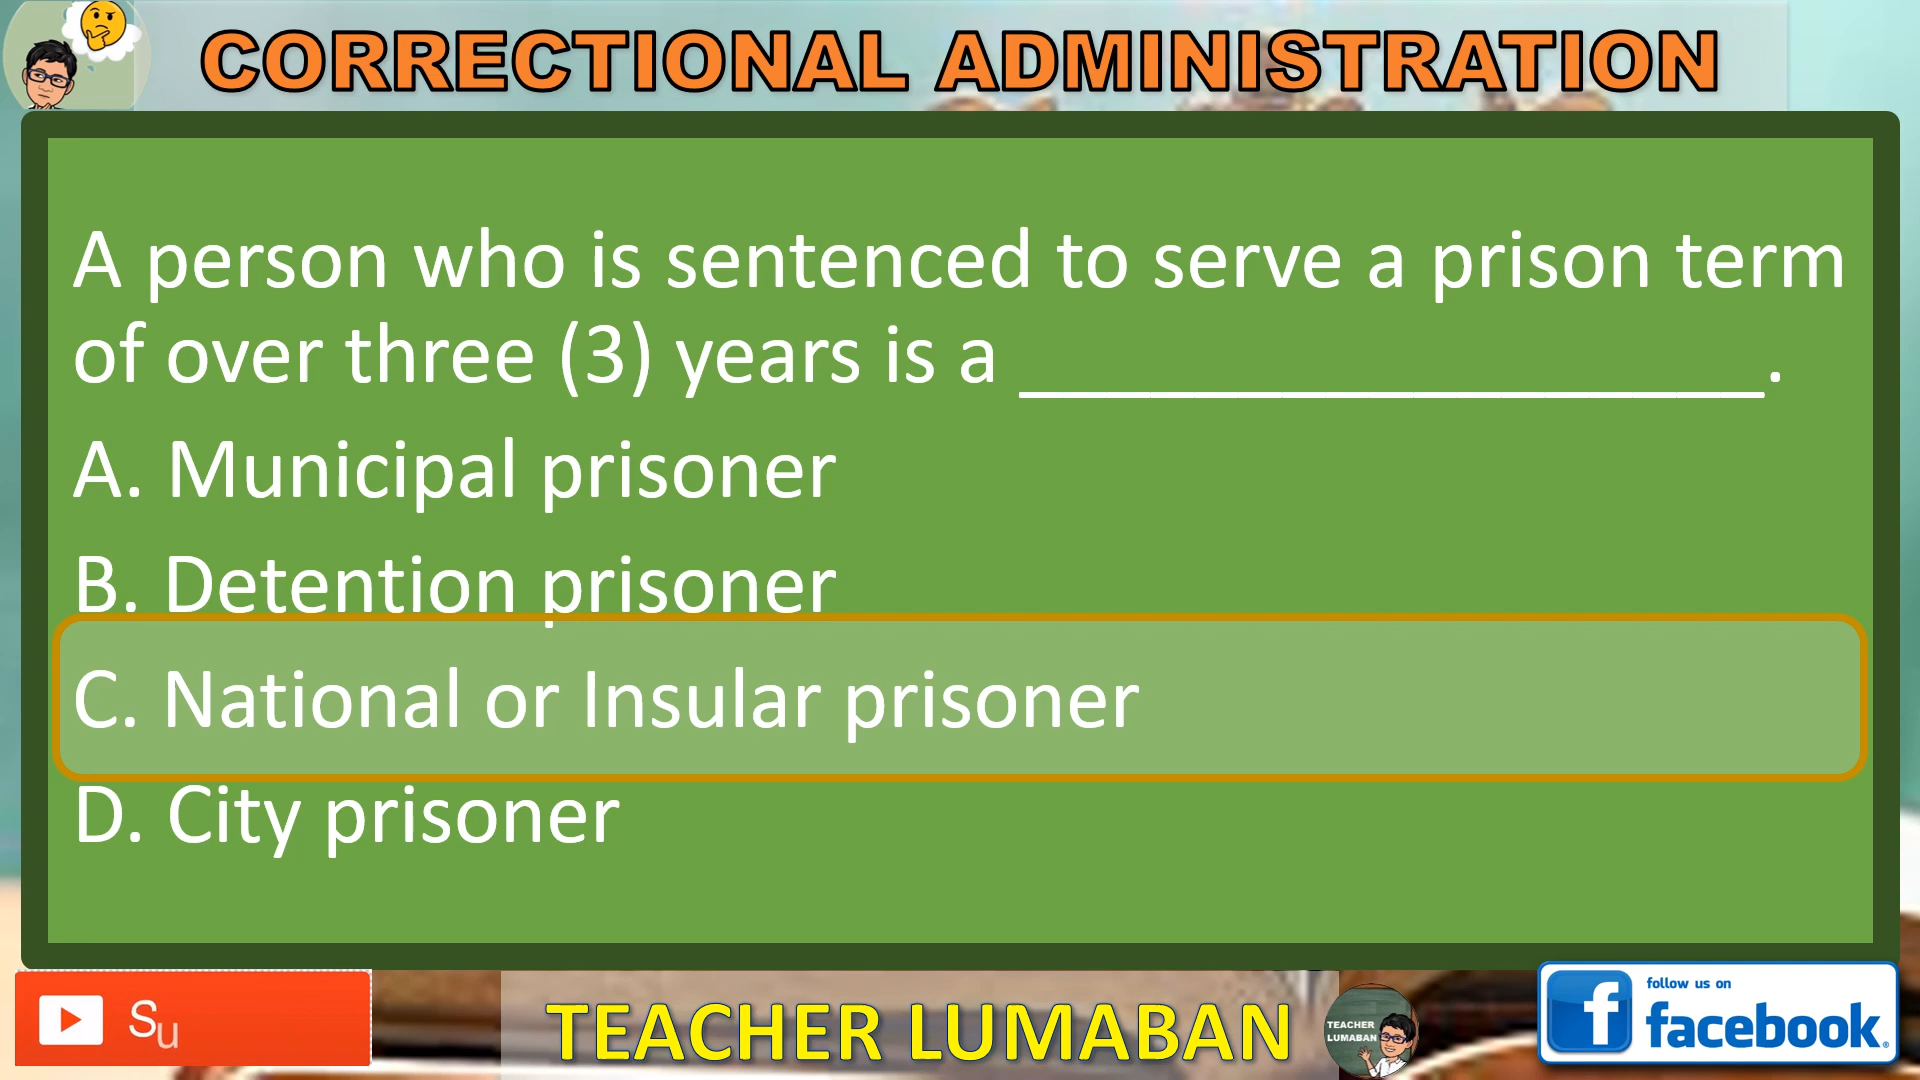 CORRECTIONAL ADMINISTRATION
A person who is sentenced to serve a prison term
of over three (3) years is a _________________.
A. Municipal prisoner
B. Detention prisoner
C. National or Insular prisoner
D. City prisoner
Su
TEACHER LUMABAN
TEACHER
LUMABAN
follow us on
facebook